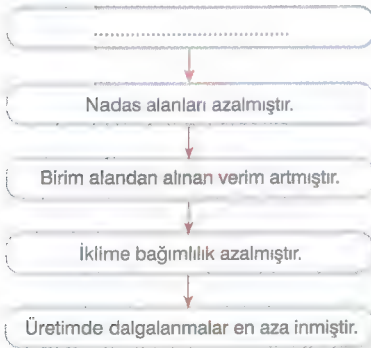 ........................................
Nadas alanları azalmıştır.
Birim alandan alınan verim artmıştır.
İklime bağımlılık azalmıştır.
Üretimde dalgalanmalar en aza inmiştir.